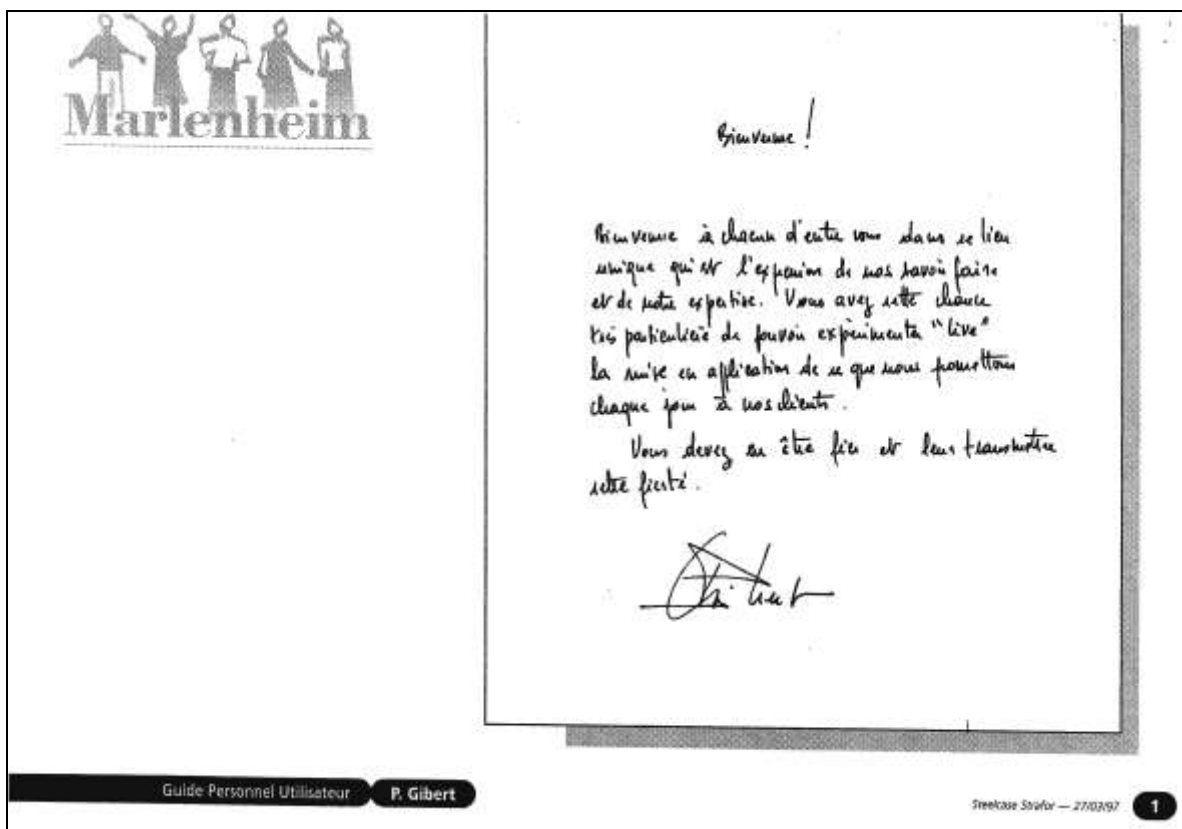 Marlenheim
Bienvenue !
Bienvenue à chacun d'entre vous dans ce lieu
unique qui est l'expression de nos savoir faire
et de notre expertise. Vous avez cette chance
très particulière de pouvoir expérimenter "live"
la mise en application de ce que nous promettons
chaque jour à nos clients.
Vous devez en être fier et leur transmettre
cette fierté.
Guide Personnel Utilisateur P. Gibert
Steelcase Strafor — 27/03/97 1